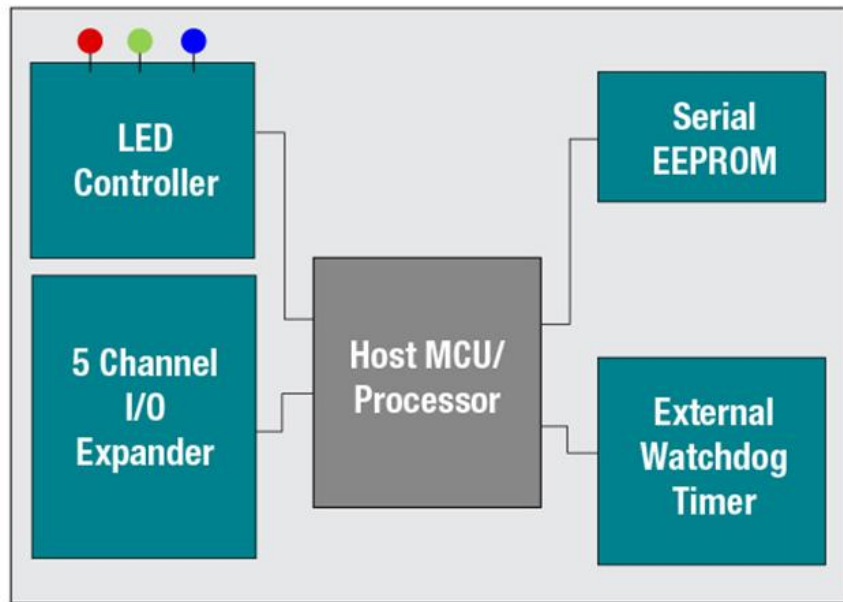 LED
Controller
5 Channel
I/O
Expander
Host MCU/
Processor
Serial
EEPROM
External
Watchdog
Timer